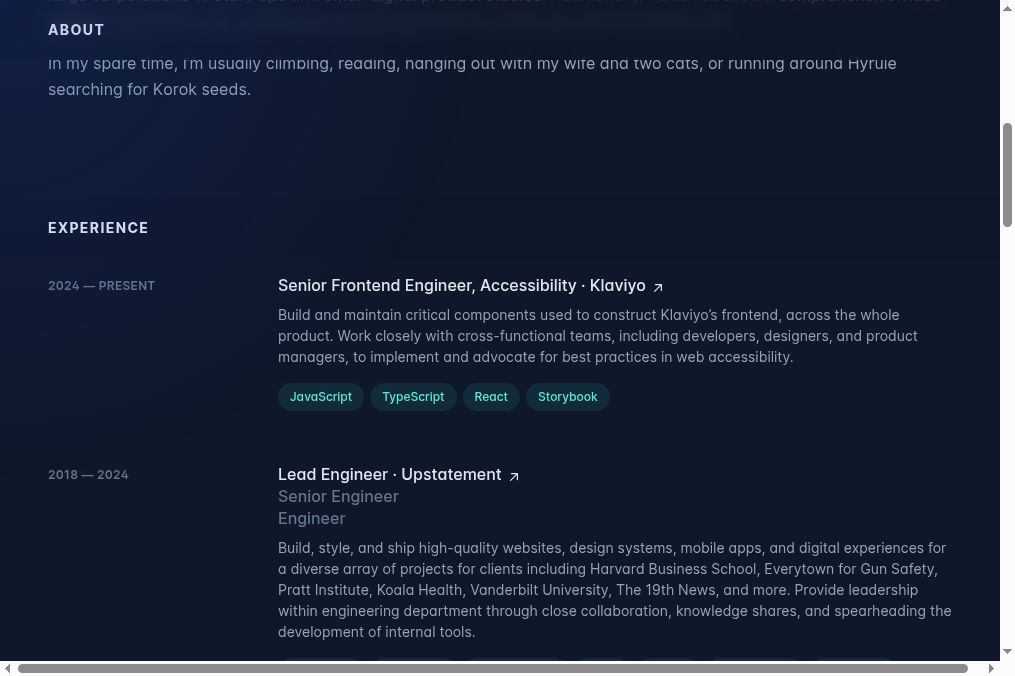 ABOUT
In my spare time, I'm usually climbing, reading, hanging out with my wife and two cats, or running around Hyrule
searching for Korok seeds.
EXPERIENCE
2024 — PRESENT
Senior Frontend Engineer, Accessibility · Klaviyo ↗
Build and maintain critical components used to construct Klaviyo’s frontend, across the whole
product. Work closely with cross-functional teams, including developers, designers, and product
managers, to implement and advocate for best practices in web accessibility.
JavaScript TypeScript React Storybook
2018 — 2024
Lead Engineer · Upstatement ↗
Senior Engineer
Engineer
Build, style, and ship high-quality websites, design systems, mobile apps, and digital experiences for
a diverse array of projects for clients including Harvard Business School, Everytown for Gun Safety,
Pratt Institute, Koala Health, Vanderbilt University, The 19th News, and more. Provide leadership
within engineering department through close collaboration, knowledge shares, and spearheading the
development of internal tools.